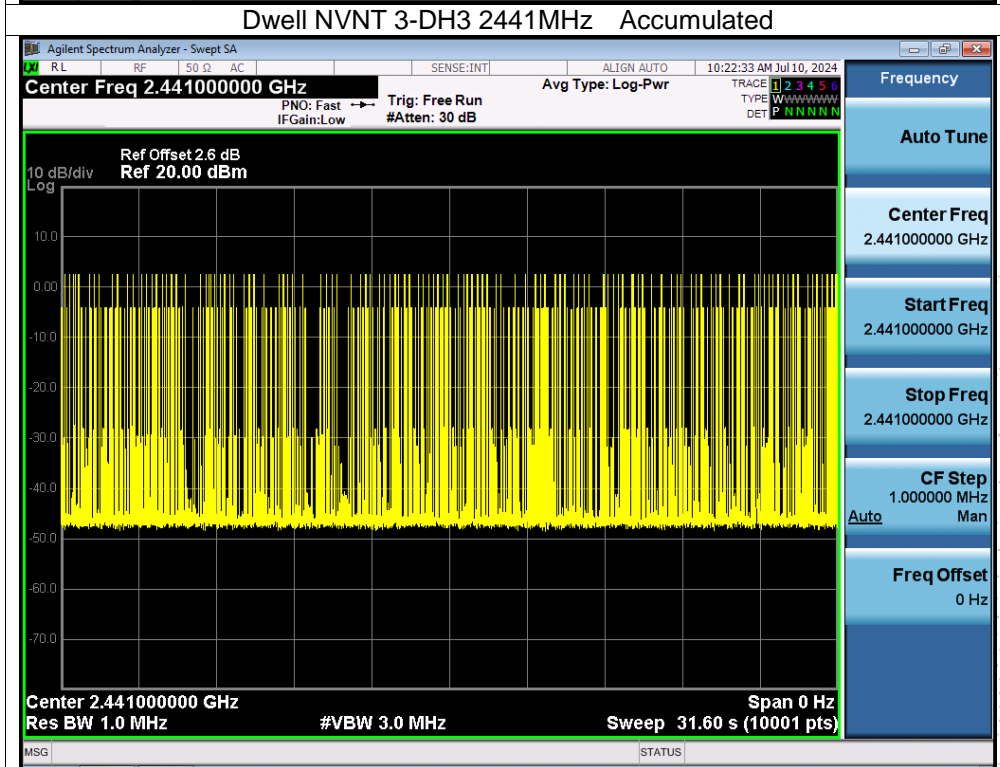 Dwell NVNT 3-DH3 2441MHz Accumulated
Agilent Spectrum Analyzer - Swept SA
LXI RL RF 50 Ω AC SENSE:INT ALIGN AUTO 10:22:33 AM Jul 10, 2024
Center Freq 2.441000000 GHz
PNO: Fast
IFGain:Low
Trig: Free Run
#Atten: 30 dB
Avg Type: Log-Pwr
TRACE 1 2 3 4 5 6
TYPE WWWWWWW
DET P N N N N N
Ref Offset 2.6 dB
10 dB/div Ref 20.00 dBm
Log
10.0
0.00
-10.0
-20.0
-30.0
-40.0
-50.0
-60.0
-70.0
Center 2.441000000 GHz Span 0 Hz
Res BW 1.0 MHz #VBW 3.0 MHz Sweep 31.60 s (10001 pts)
MSG STATUS
Frequency
Auto Tune
Center Freq
2.441000000 GHz
Start Freq
2.441000000 GHz
Stop Freq
2.441000000 GHz
CF Step
1.000000 MHz
Auto Man
Freq Offset
0 Hz